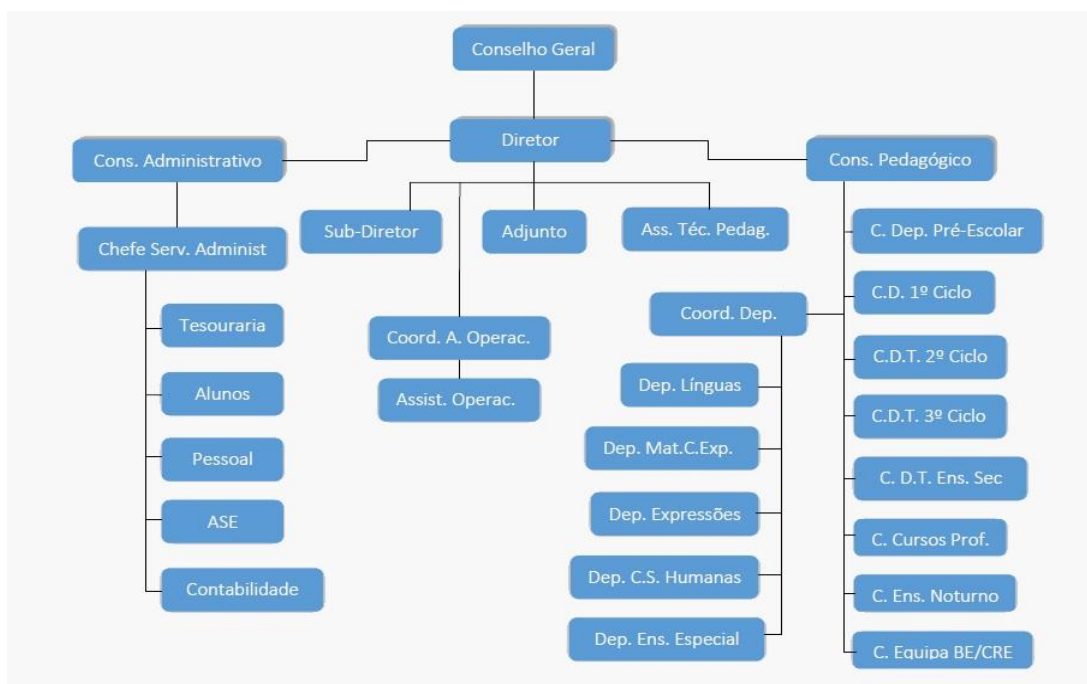 Conselho Geral
Diretor
Cons. Administrativo
Cons. Pedagógico
Sub-Diretor
Adjunto
Ass. Téc. Pedag.
Chefe Serv. Administ
Tesouraria
Alunos
Pessoal
ASE
Contabilidade
Coord. A. Operac.
Assist. Operac.
Coord. Dep.
Dep. Línguas
Dep. Mat.C.Exp.
Dep. Expressões
Dep. C.S. Humanas
Dep. Ens. Especial
C. Dep. Pré-Escolar
C.D. 1º Ciclo
C.D.T. 2º Ciclo
C.D.T. 3º Ciclo
C. D.T. Ens. Sec
C. Cursos Prof.
C. Ens. Noturno
C. Equipa BE/CRE